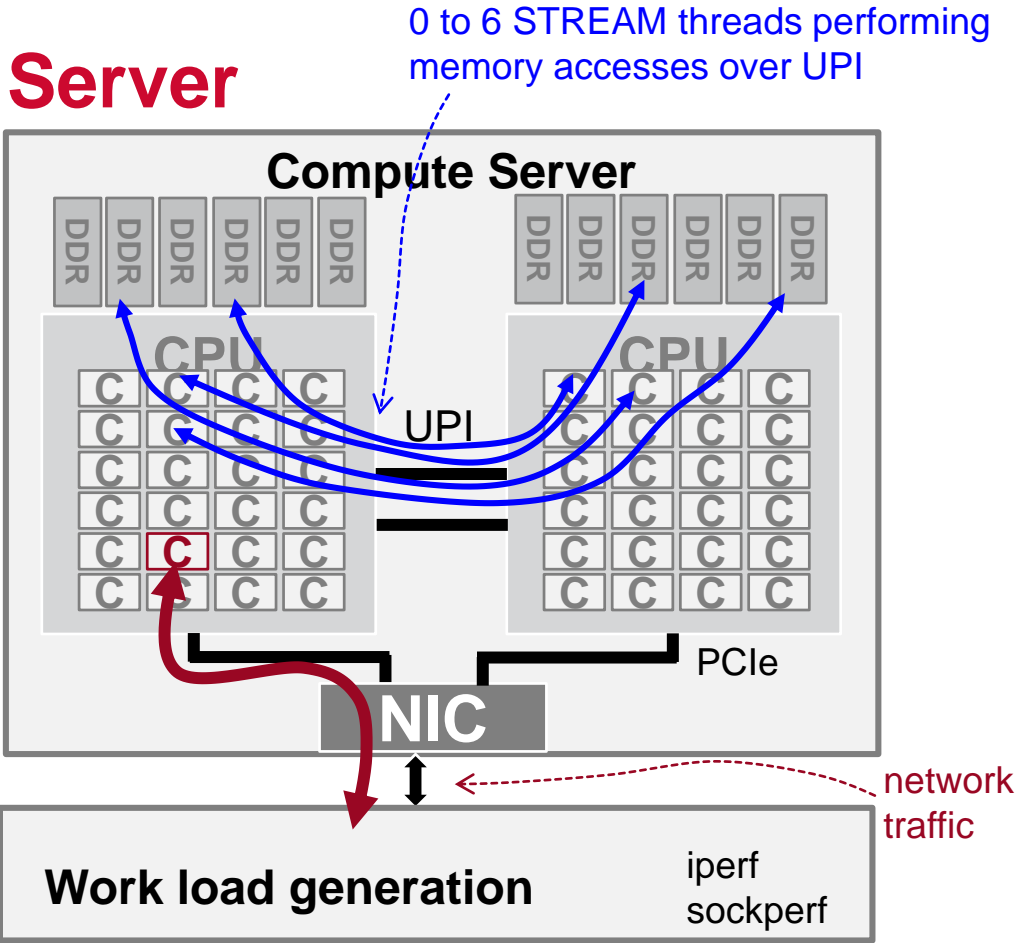 0 to 6 STREAM threads performing
memory accesses over UPI
Server
Compute Server
DDR DDR DDR DDR DDR DDR DDR DDR DDR DDR DDR DDR
CPU CPU
C C C C C C C C
C C C C C C C C
UPI
C C C C C C C C
C C C C C C C C
C C C C C C C C
C C C C C C C C
PCIe
NIC
network
traffic
Work load generation
iperf
sockperf